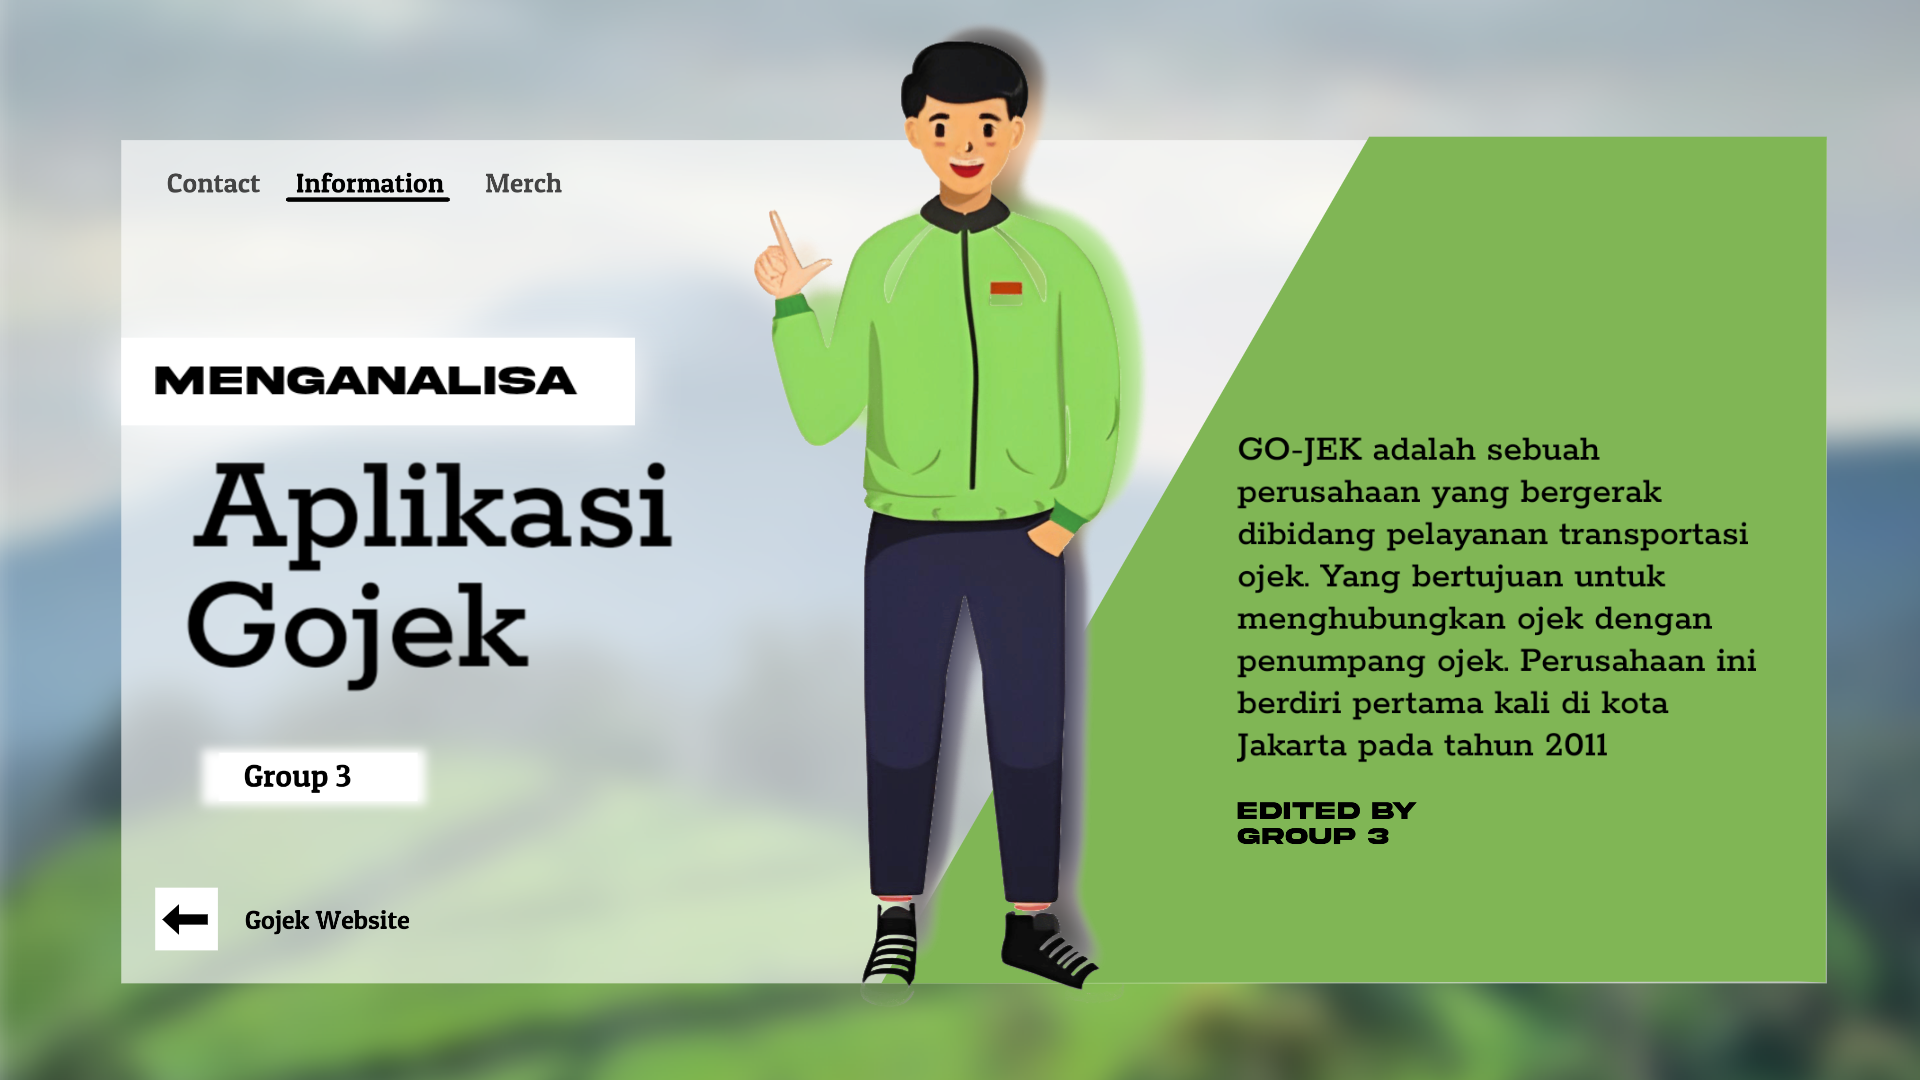 Contact Information Merch
MENGANALISA
Aplikasi
Gojek
Group 3
Gojek Website
GO-JEK adalah sebuah
perusahaan yang bergerak
dibidang pelayanan transportasi
ojek. Yang bertujuan untuk
menghubungkan ojek dengan
penumpang ojek. Perusahaan ini
berdiri pertama kali di kota
Jakarta pada tahun 2011
EDITED BY
GROUP 3